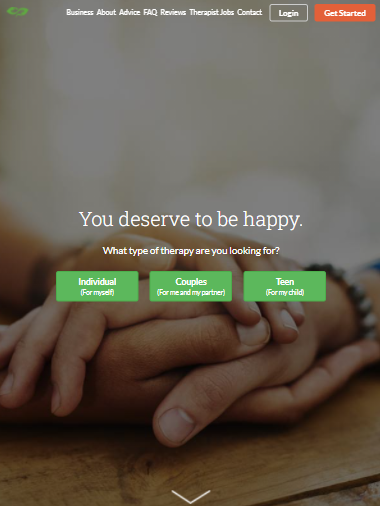 Business About Advice FAQ Reviews Therapist Jobs Contact Login Get Started
You deserve to be happy.
What type of therapy are you looking for?
Individual Couples Teen
(For myself) (For me and my partner) (For my child)